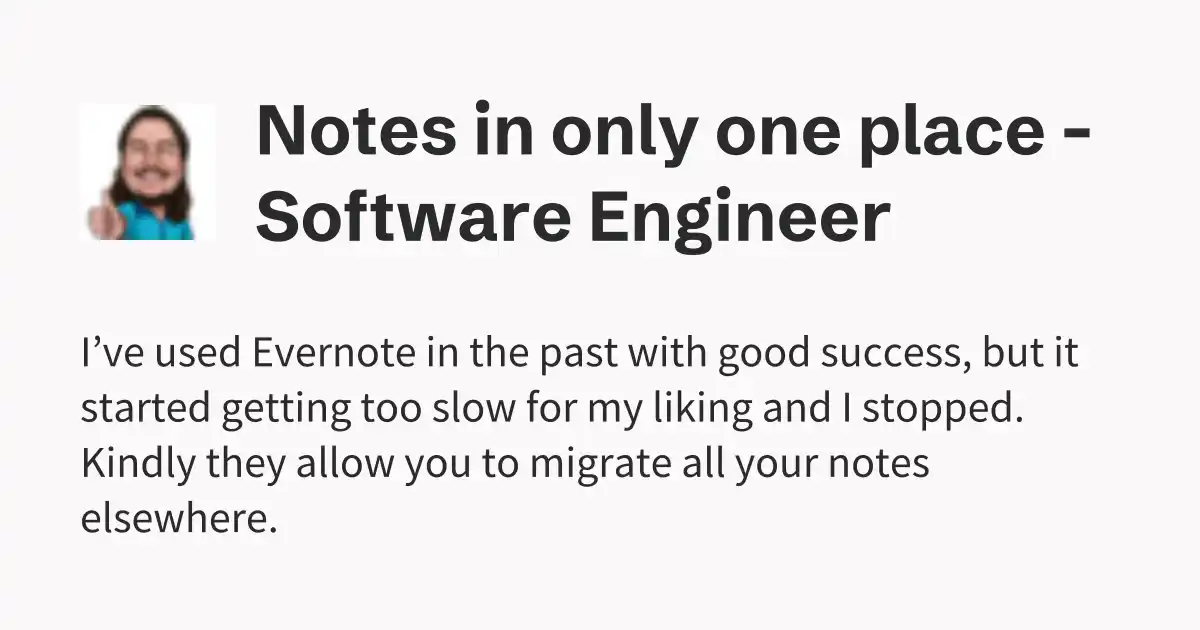 Notes in only one place -
Software Engineer
I’ve used Evernote in the past with good success, but it
started getting too slow for my liking and I stopped.
Kindly they allow you to migrate all your notes
elsewhere.